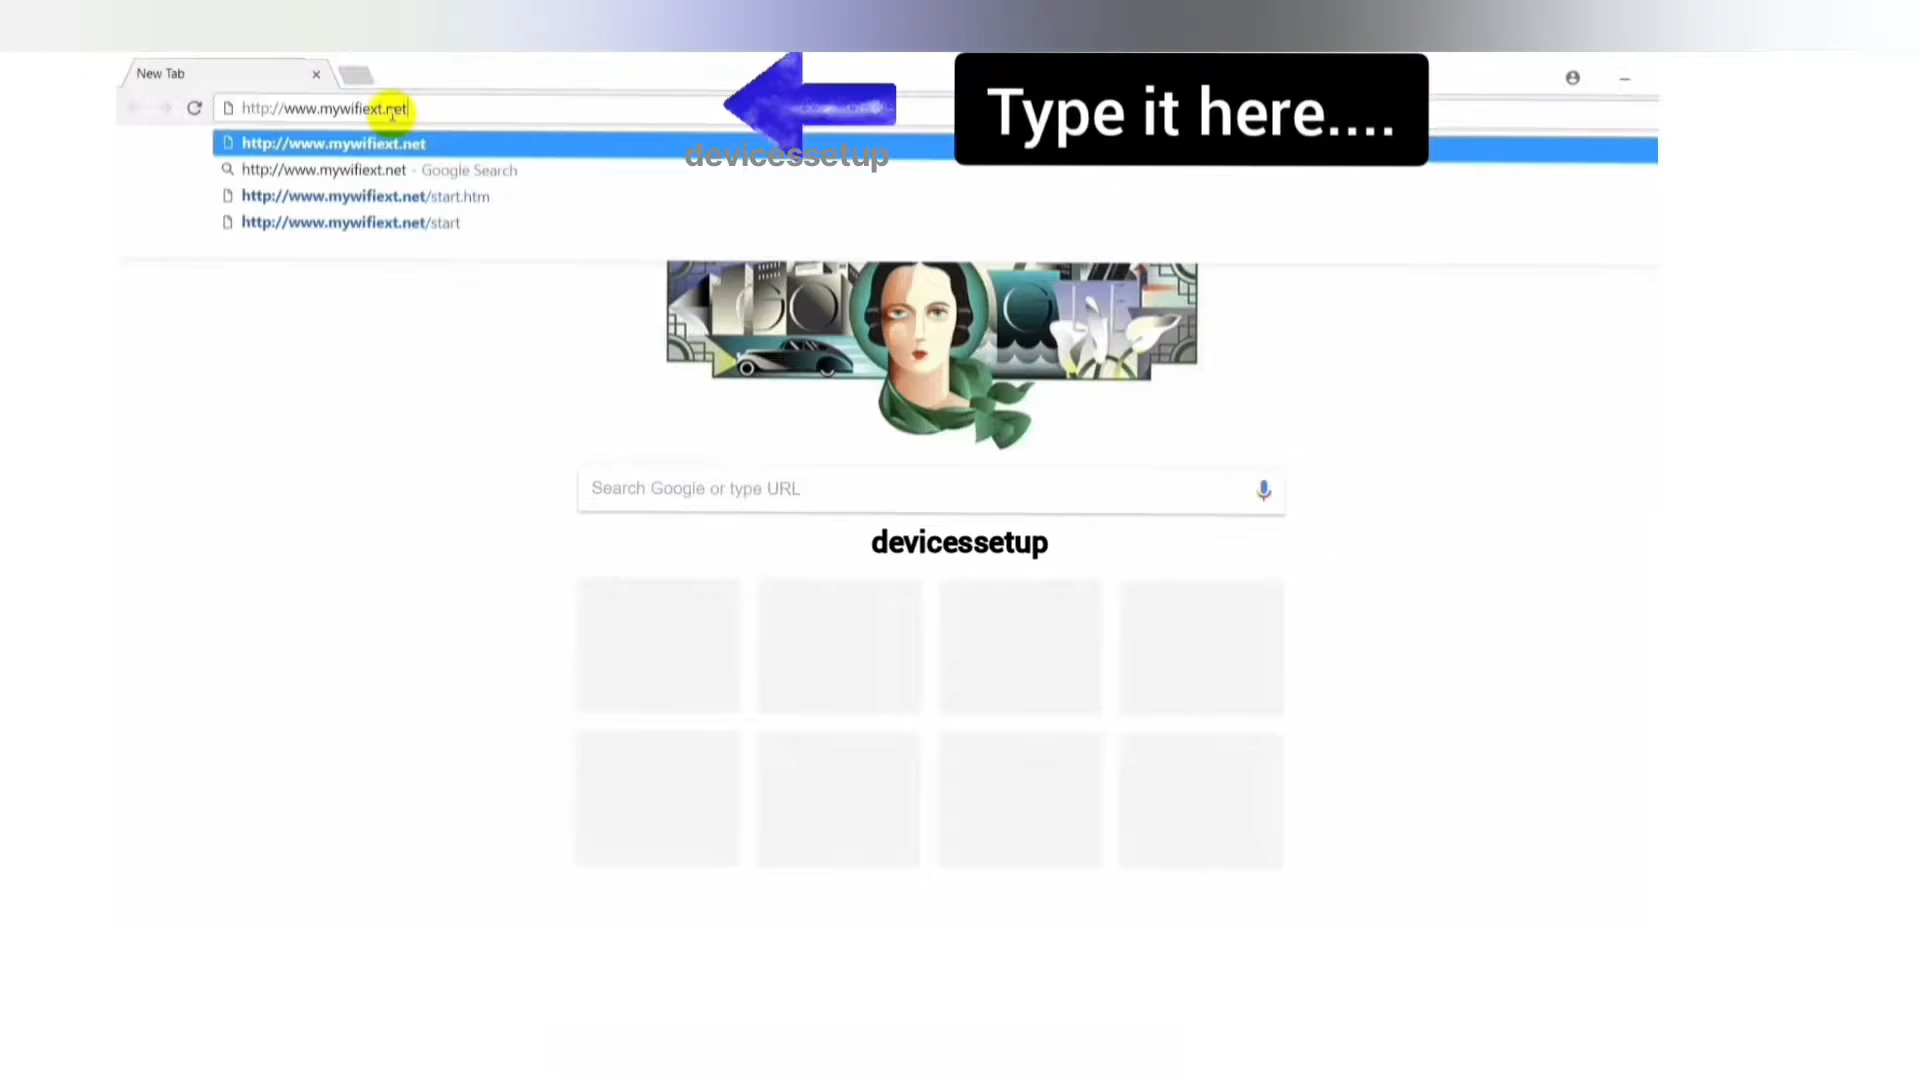 New Tab
Type it here....
http://www.mywifiext.net
http://www.mywifiext.net
devicessetup
http://www.mywifiext.net - Google Search
http://www.mywifiext.net/start.htm
http://www.mywifiext.net/start
Search Google or type URL
devicessetup